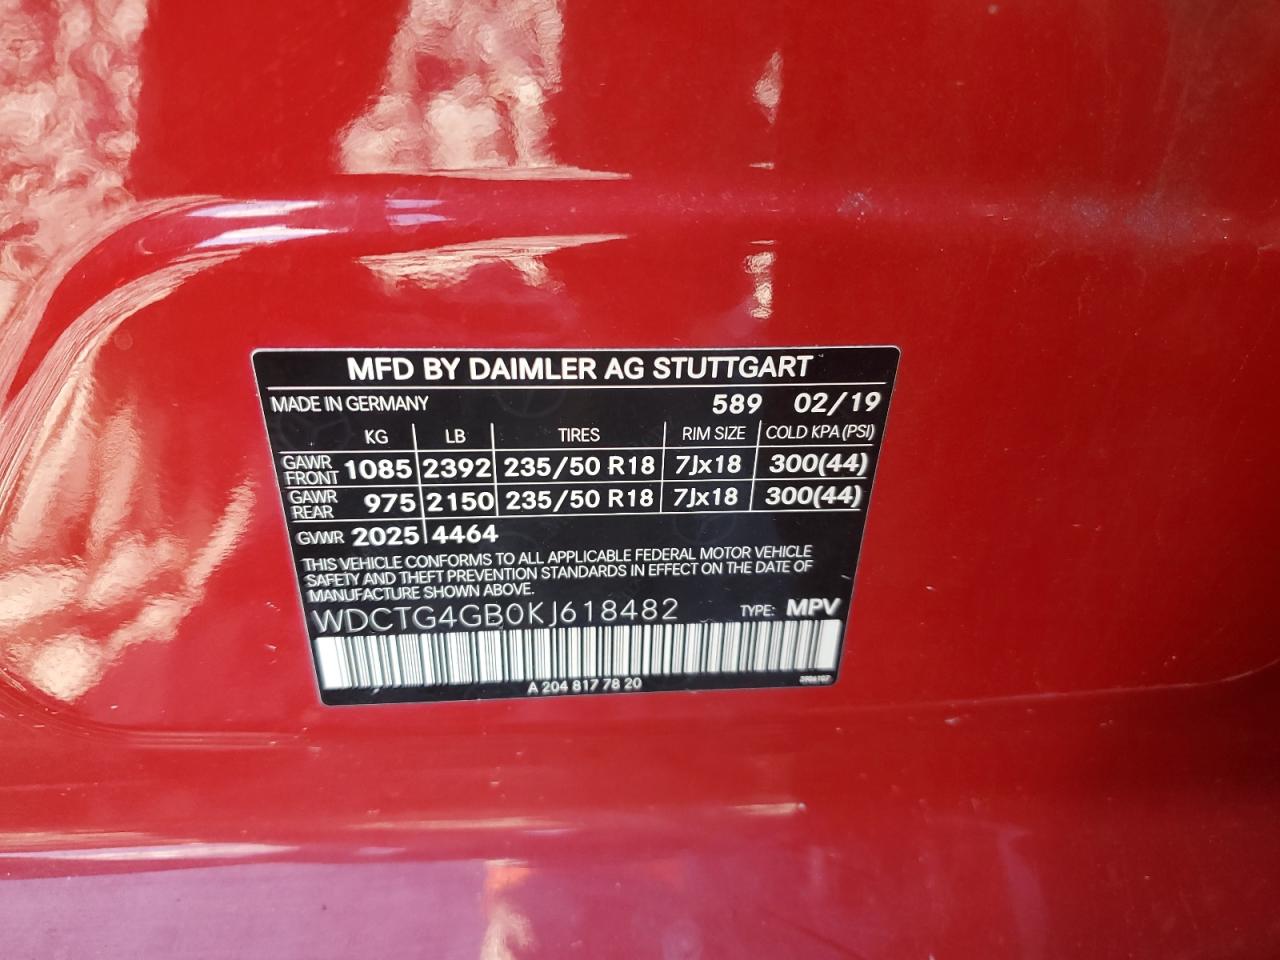 MFD BY DAIMLER AG STUTTGART
MADE IN GERMANY 589 02/19
KG LB TIRES RIM SIZE COLD KPA (PSI)
GAWR FRONT 1085 2392 235/50 R18 7Jx18 300(44)
GAWR REAR 975 2150 235/50 R18 7Jx18 300(44)
GVWR 2025 4464
THIS VEHICLE CONFORMS TO ALL APPLICABLE FEDERAL MOTOR VEHICLE
SAFETY AND THEFT PREVENTION STANDARDS IN EFFECT ON THE DATE OF
MANUFACTURE SHOWN ABOVE.
WDCTG4GB0KJ618482 TYPE: MPV
A 204 817 78 20